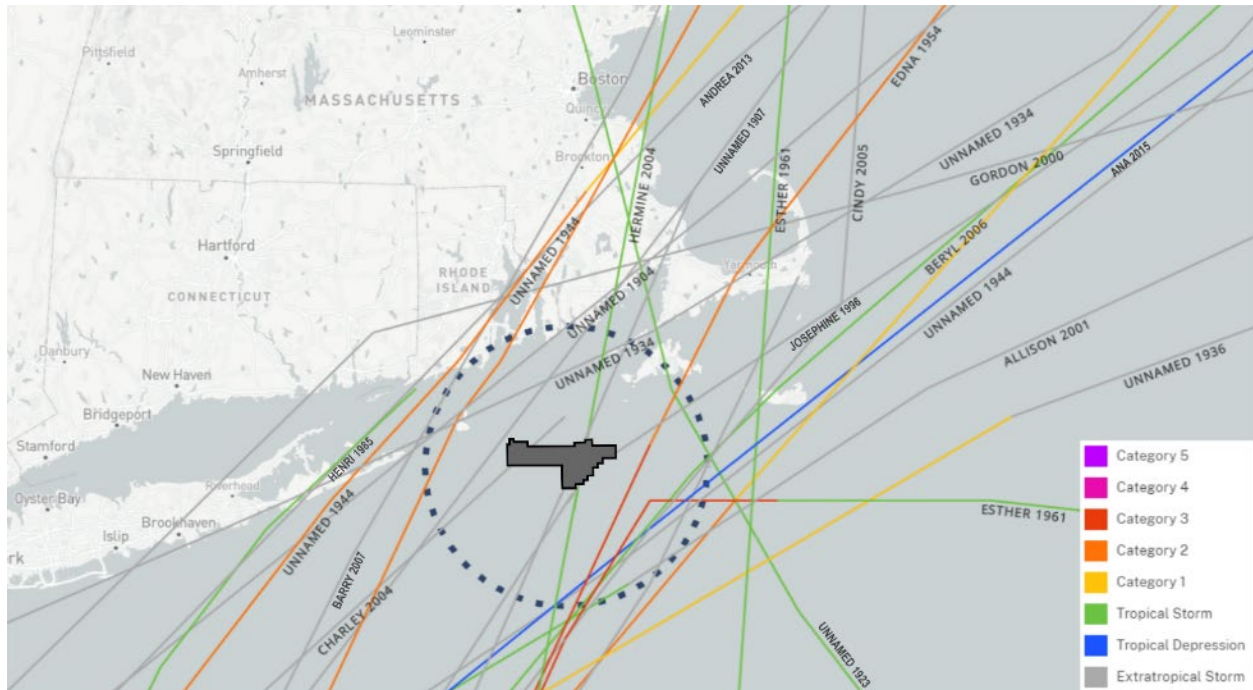 Pittsfield
Leominster
Amherst
MASSACHUSETTS
Boston
Quincy
Brockton
Springfield
Hartford
CONNECTICUT
RHODE
ISLAND
Danbury
New Haven
Bridgeport
Stamford
Oyster Bay
Riverhead
Brookhaven
Islip
rk
Yarmouth
ANDREA 2013
UNNAMED 1907
EDNA 1954
HERMINE 2004
ESTHER 1961
CINDY 2005
UNNAMED 1934
GORDON 2000
ANA 2015
UNNAMED 1944
UNNAMED 1904
BERYL 2006
UNNAMED 1944
JOSEPHINE 1996
UNNAMED 1934
ALLISON 2001
UNNAMED 1936
HENRI 1985
UNNAMED 1944
BARRY 2007
CHARLEY 2004
ESTHER 1961
UNNAMED 1923
Category 5
Category 4
Category 3
Category 2
Category 1
Tropical Storm
Tropical Depression
Extratropical Storm